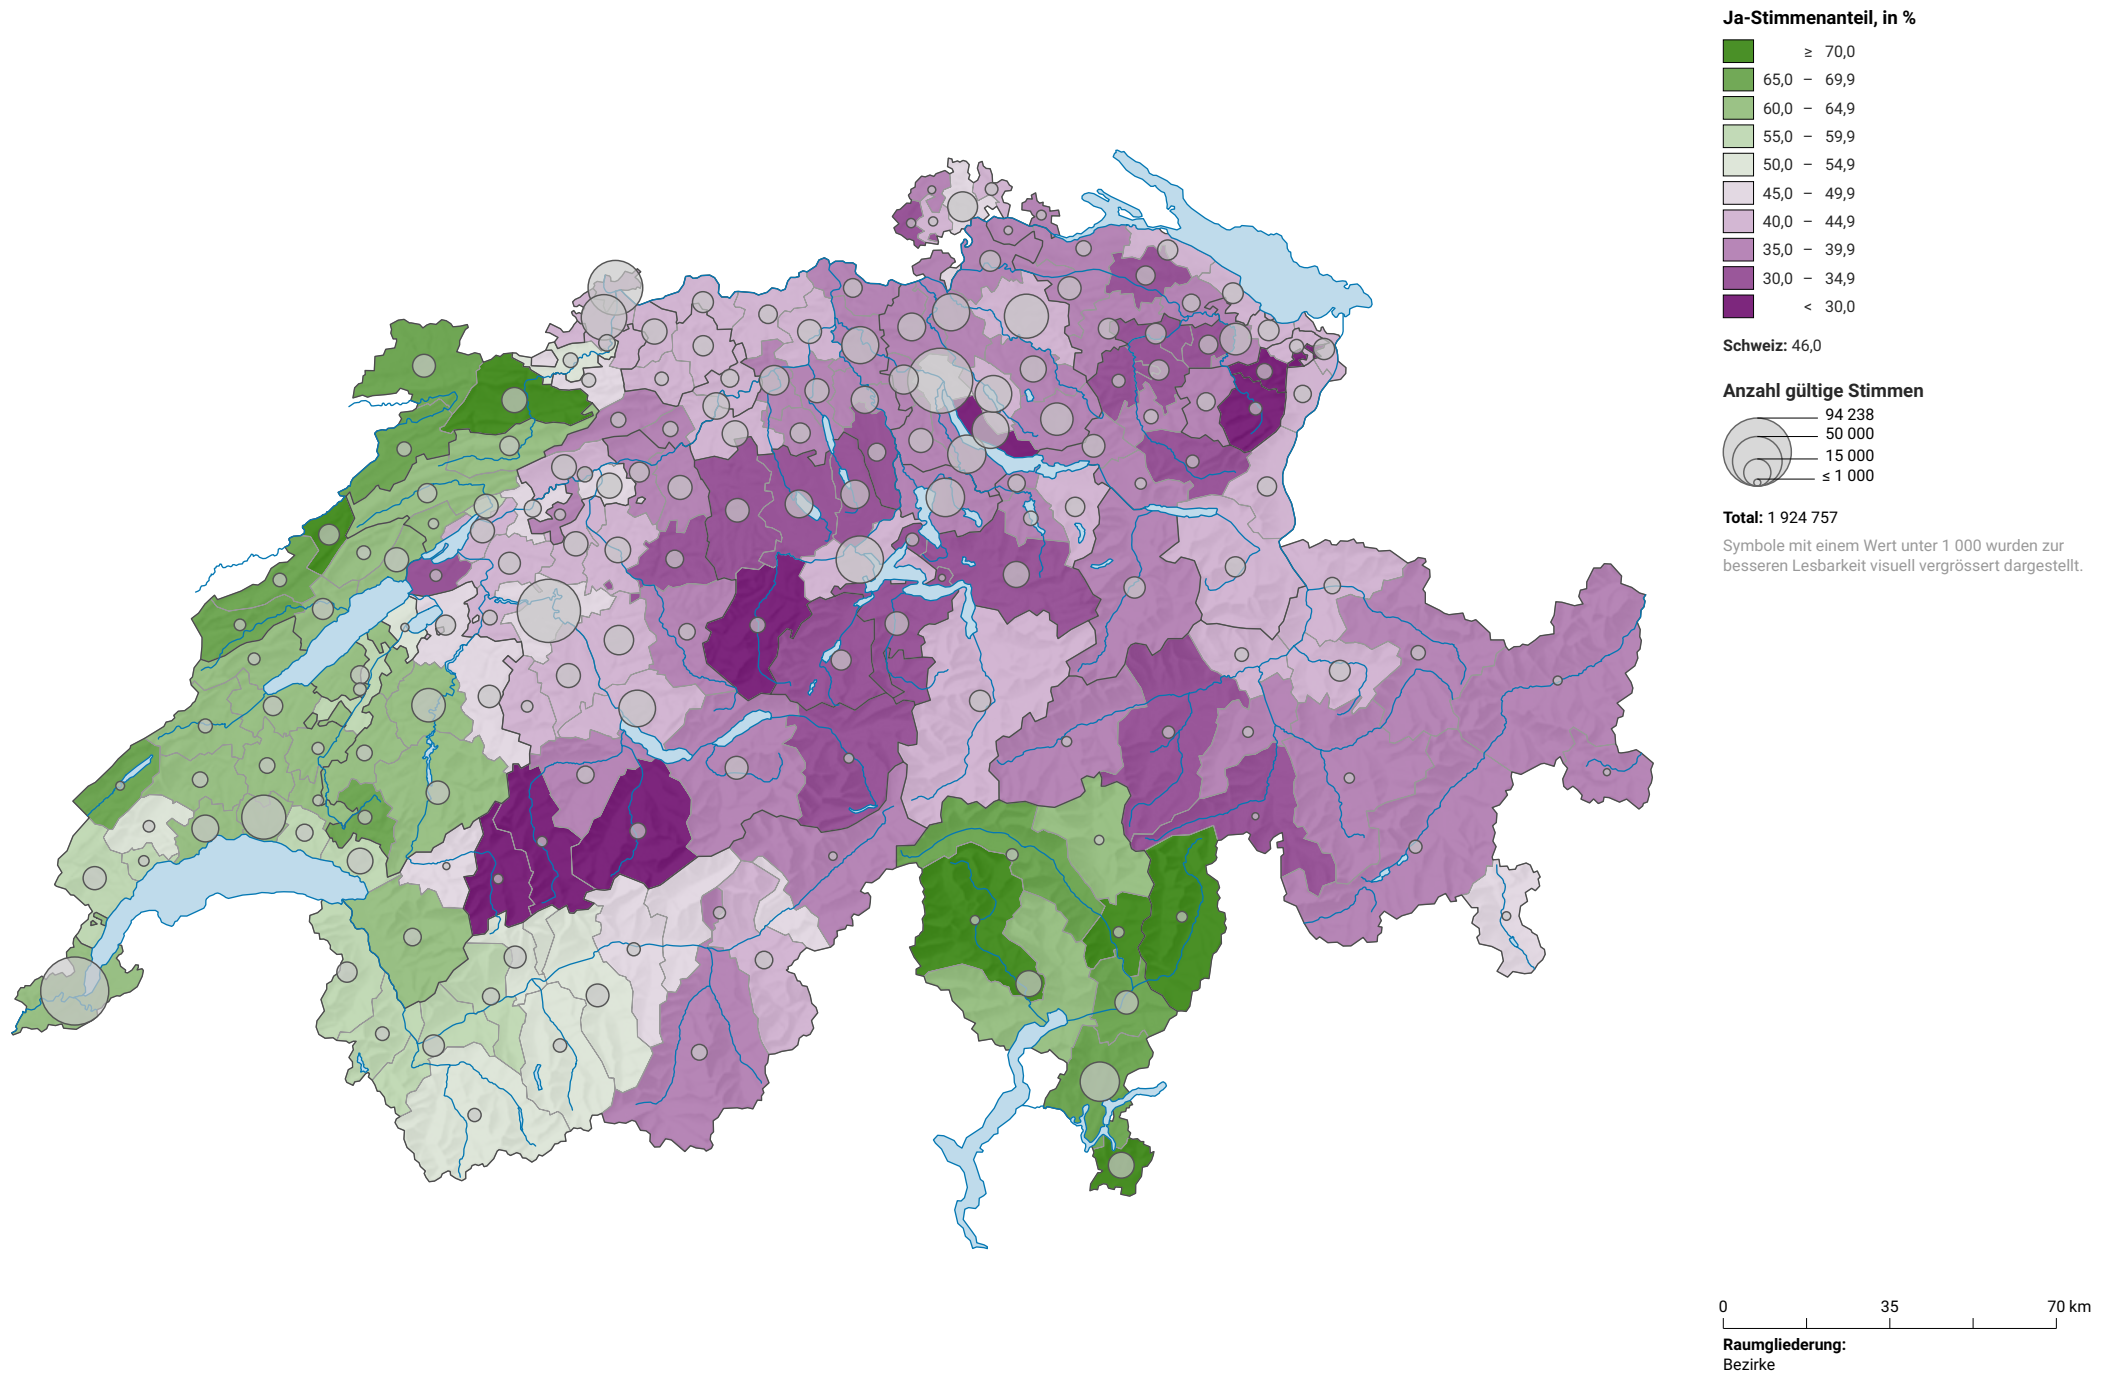 Ja-Stimmenanteil, in %
≥ 70,0
65,0 – 69,9
60,0 – 64,9
55,0 – 59,9
50,0 – 54,9
45,0 – 49,9
40,0 – 44,9
35,0 – 39,9
30,0 – 34,9
< 30,0
Schweiz: 46,0
Anzahl gültige Stimmen
94 238
50 000
15 000
≤ 1 000
Total: 1 924 757
Symbole mit einem Wert unter 1 000 wurden zur
besseren Lesbarkeit visuell vergrössert dargestellt.
0 35 70 km
Raumgliederung:
Bezirke